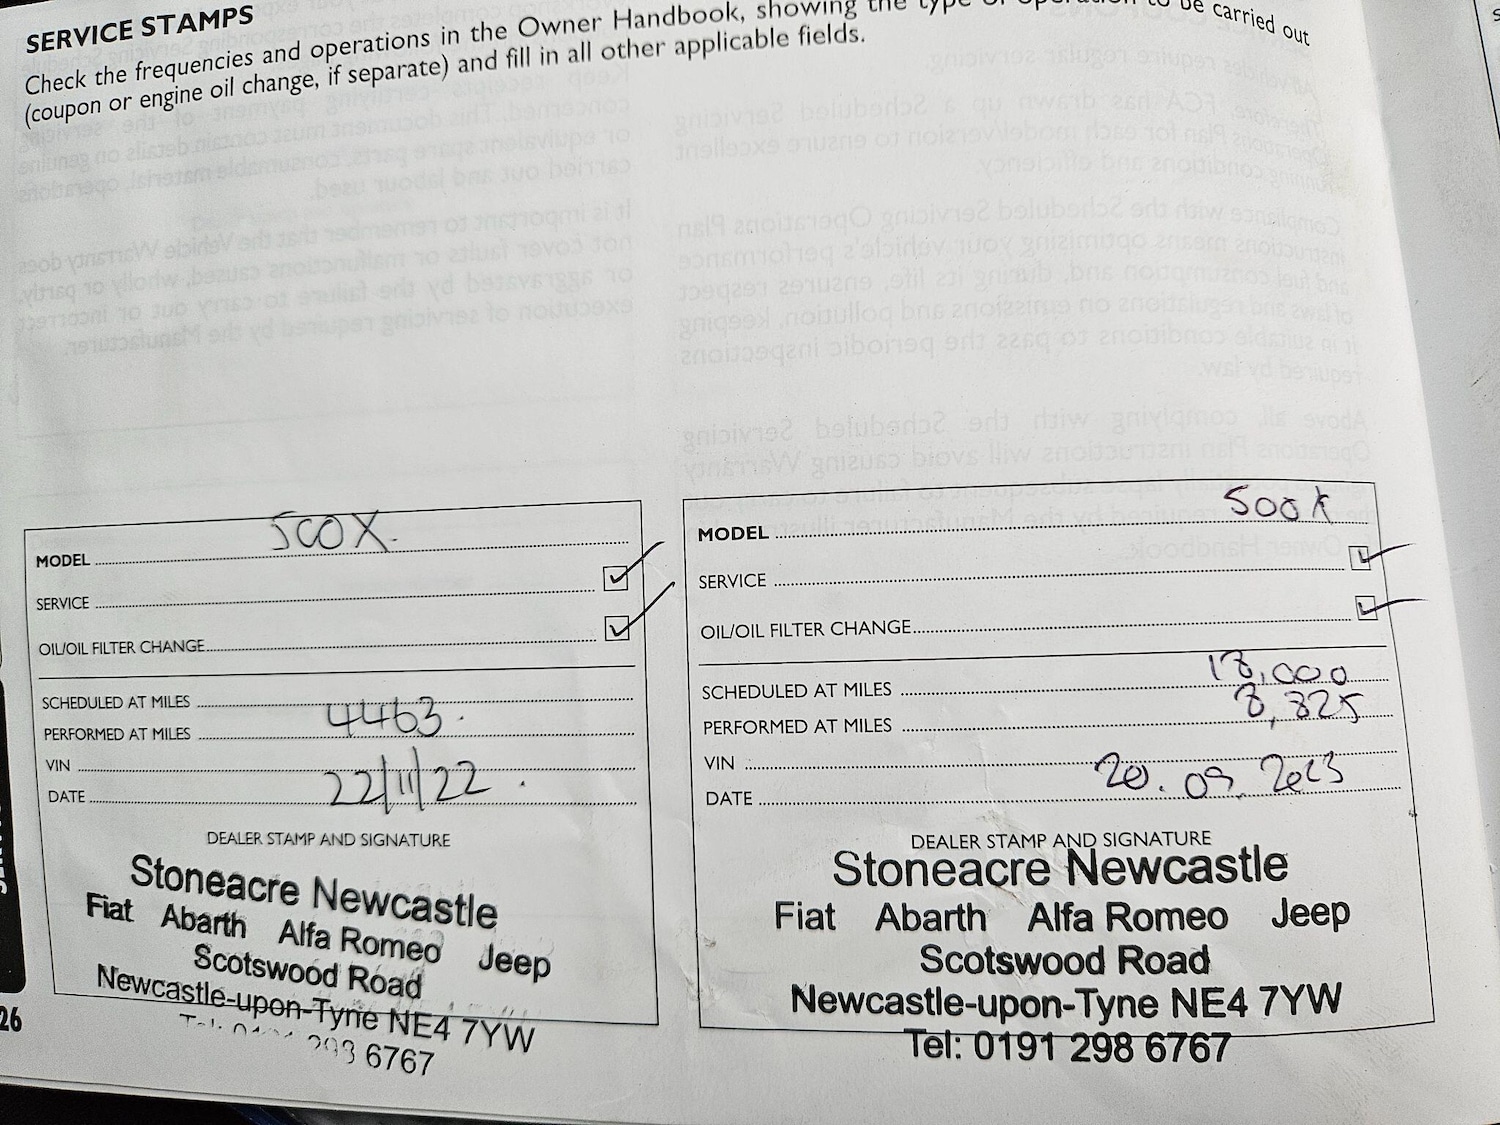 SERVICE STAMPS
Check the frequencies and operations in the Owner Handbook, showing the type of operation to be carried out
(coupon or engine oil change, if separate) and fill in all other applicable fields.
MODEL 500X.
SERVICE
OIL/OIL FILTER CHANGE
SCHEDULED AT MILES
PERFORMED AT MILES 4463.
VIN
DATE 22/11/22.
DEALER STAMP AND SIGNATURE
Stoneacre Newcastle
Fiat Abarth Alfa Romeo Jeep
Scotswood Road
Newcastle-upon-Tyne NE4 7YW
Tel: 6767
26
MODEL 500X
SERVICE
OIL/OIL FILTER CHANGE
SCHEDULED AT MILES 18,000
PERFORMED AT MILES 8,825
VIN
DATE 20.09.2023
DEALER STAMP AND SIGNATURE
Stoneacre Newcastle
Fiat Abarth Alfa Romeo Jeep
Scotswood Road
Newcastle-upon-Tyne NE4 7YW
Tel: 0191 298 6767